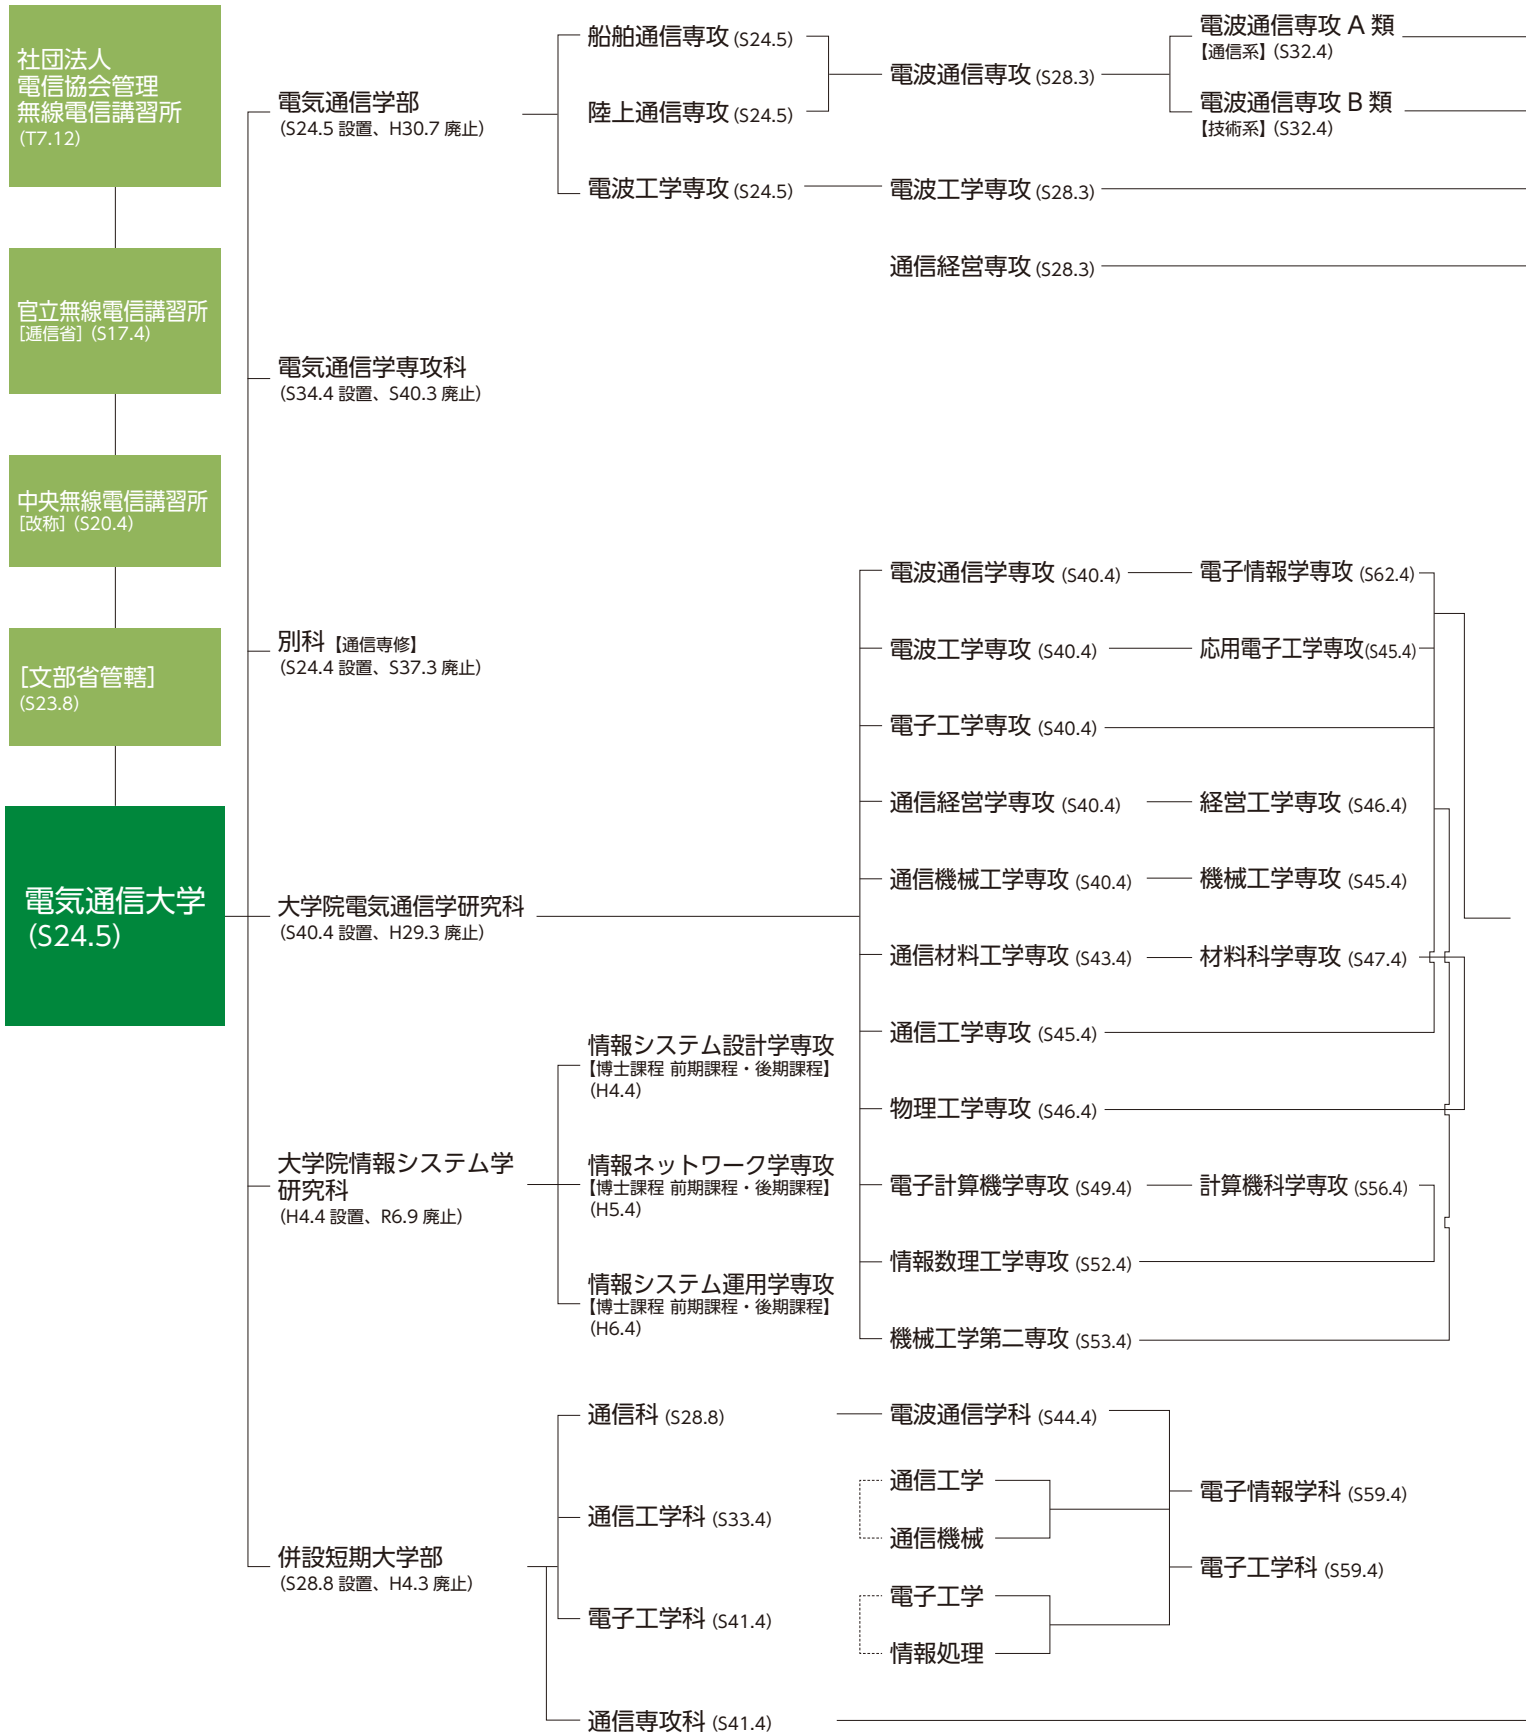 社団法人
電信協会管理
無線電信講習所
(T7.12)
官立無線電信講習所
[逓信省] (S17.4)
中央無線電信講習所
[改称] (S20.4)
[文部省管轄]
(S23.8)
電気通信大学
(S24.5)
電気通信学部
(S24.5 設置、H30.7 廃止)
船舶通信専攻 (S24.5)
陸上通信専攻 (S24.5)
電波工学専攻 (S24.5)
電波通信専攻 (S28.3)
電波工学専攻 (S28.3)
通信経営専攻 (S28.3)
電波通信専攻 A 類
【通信系】 (S32.4)
電波通信専攻 B 類
【技術系】 (S32.4)
電気通信学専攻科
(S34.4 設置、S40.3 廃止)
別科 【通信専修】
(S24.4 設置、S37.3 廃止)
大学院電気通信学研究科
(S40.4 設置、H29.3 廃止)
電波通信学専攻 (S40.4)
電子情報学専攻 (S62.4)
電波工学専攻 (S40.4)
応用電子工学専攻(S45.4)
電子工学専攻 (S40.4)
通信経営学専攻 (S40.4)
経営工学専攻 (S46.4)
通信機械工学専攻 (S40.4)
機械工学専攻 (S45.4)
通信材料工学専攻 (S43.4)
材料科学専攻 (S47.4)
通信工学専攻 (S45.4)
物理工学専攻 (S46.4)
電子計算機学専攻 (S49.4)
計算機科学専攻 (S56.4)
情報数理工学専攻 (S52.4)
機械工学第二専攻 (S53.4)
大学院情報システム学
研究科
(H4.4 設置、R6.9 廃止)
情報システム設計学専攻
【博士課程 前期課程・後期課程】
(H4.4)
情報ネットワーク学専攻
【博士課程 前期課程・後期課程】
(H5.4)
情報システム運用学専攻
【博士課程 前期課程・後期課程】
(H6.4)
併設短期大学部
(S28.8 設置、H4.3 廃止)
通信科 (S28.8)
通信工学科 (S33.4)
電子工学科 (S41.4)
通信専攻科 (S41.4)
電波通信学科 (S44.4)
通信工学
通信機械
電子工学
情報処理
電子情報学科 (S59.4)
電子工学科 (S59.4)